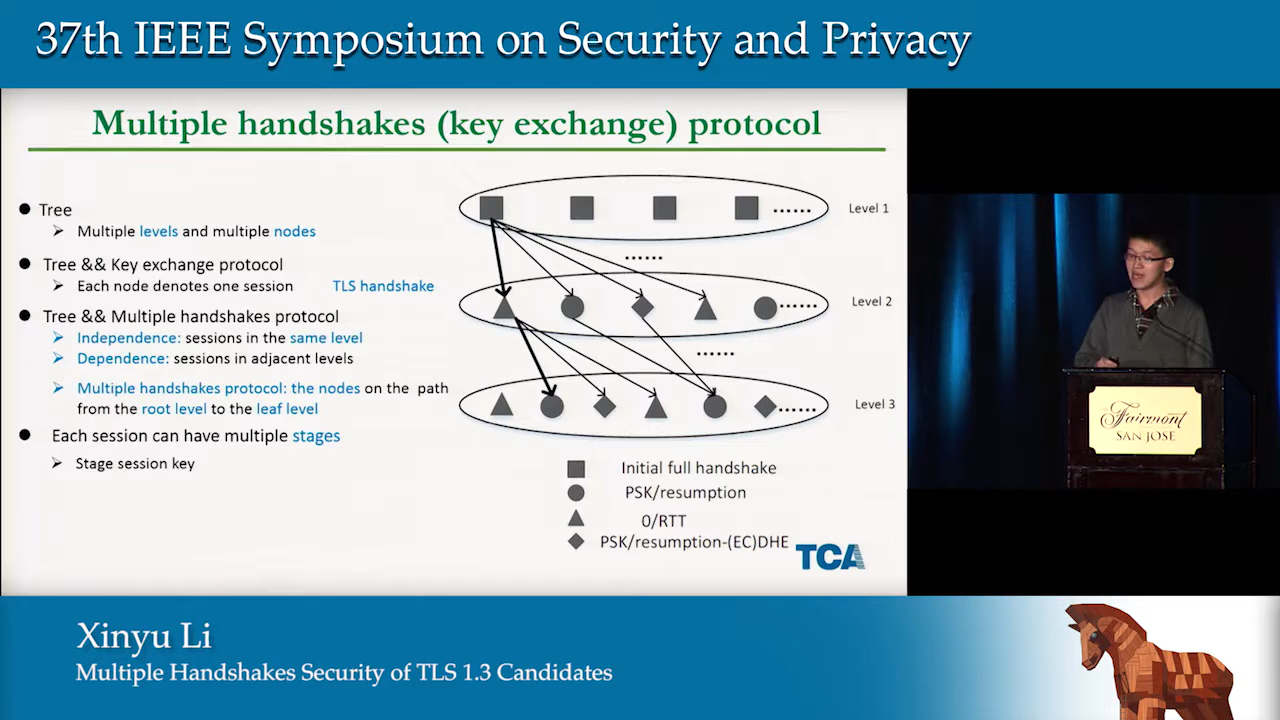 37th IEEE Symposium on Security and Privacy
Multiple handshakes (key exchange) protocol
● Tree
➢ Multiple levels and multiple nodes
● Tree && Key exchange protocol
➢ Each node denotes one session TLS handshake
● Tree && Multiple handshakes protocol
➢ Independence: sessions in the same level
➢ Dependence: sessions in adjacent levels
➢ Multiple handshakes protocol: the nodes on the path
from the root level to the leaf level
● Each session can have multiple stages
➢ Stage session key
......
Level 1
......
......
Level 2
......
......
Level 3
Initial full handshake
PSK/resumption
0/RTT
PSK/resumption-(EC)DHE
TCA
Fairmont
SAN JOSE
Xinyu Li
Multiple Handshakes Security of TLS 1.3 Candidates